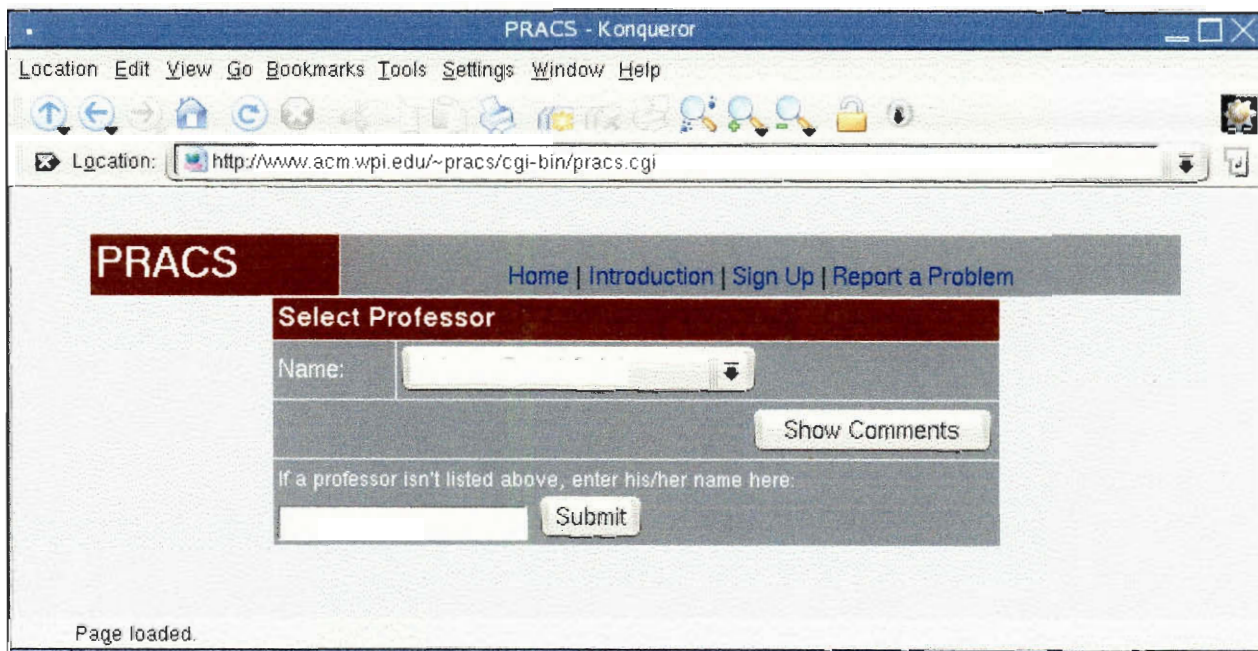 PRACS - Konqueror
Location Edit View Go Bookmarks Tools Settings Window Help
Location: http://www.acm.wpi.edu/~pracs/cgi-bin/pracs.cgi
PRACS
Home | Introduction | Sign Up | Report a Problem
Select Professor
Name:
Show Comments
If a professor isn't listed above, enter his/her name here:
Submit
Page loaded.